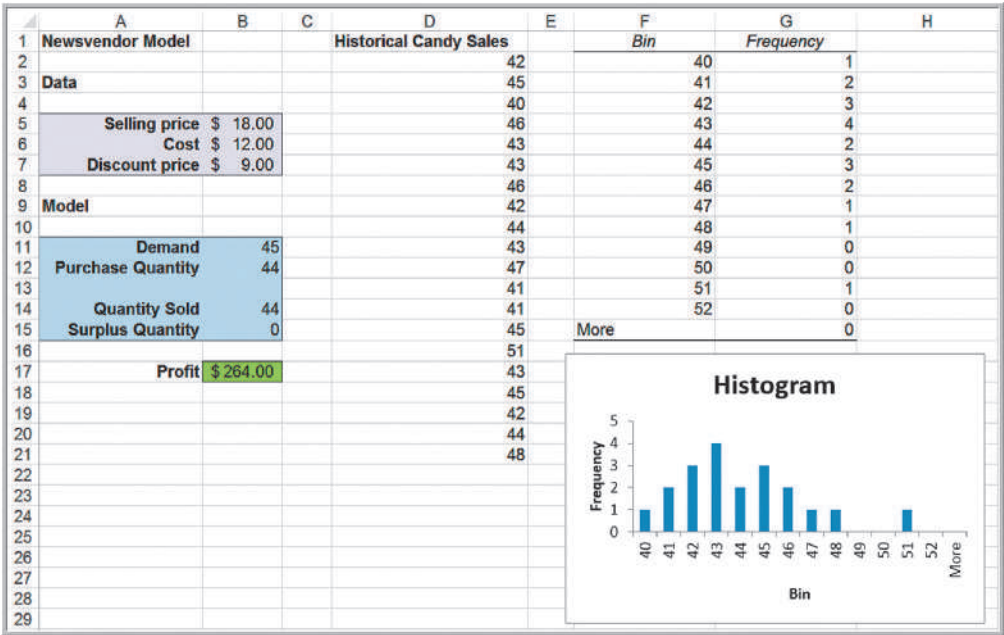 A B C D E F G H
1 Newsvendor Model Historical Candy Sales Bin Frequency
2 42 40 1
3 Data 45 41 2
4 40 42 3
5 Selling price $ 18.00 46 43 4
6 Cost $ 12.00 43 44 2
7 Discount price $ 9.00 43 45 3
8 46 46 2
9 Model 42 47 1
10 44 48 1
11 Demand 45 43 49 0
12 Purchase Quantity 44 47 50 0
13 41 51 1
14 Quantity Sold 44 41 52 0
15 Surplus Quantity 0 45 More 0
16 51
17 Profit $ 264.00 43
18 45
19 42
20 44
21 48
22
23
24
25
26
27
28
29
Histogram
Frequency
5
4
3
2
1
0
40 41 42 43 44 45 46 47 48 49 50 51 52 More
Bin